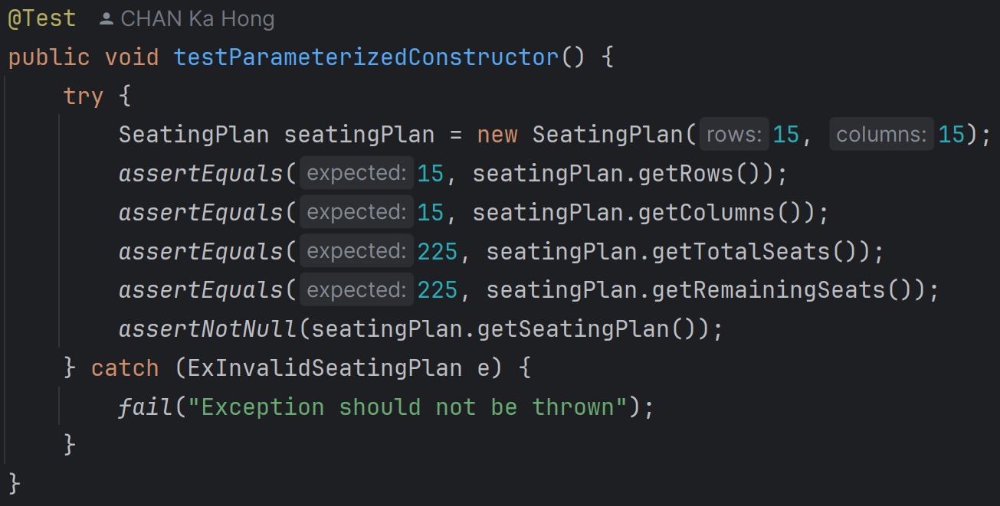 @Test CHAN Ka Hong
public void testParameterizedConstructor() {
try {
SeatingPlan seatingPlan = new SeatingPlan( rows: 15, columns: 15);
assertEquals( expected: 15, seatingPlan.getRows());
assertEquals( expected: 15, seatingPlan.getColumns());
assertEquals( expected: 225, seatingPlan.getTotalSeats());
assertEquals( expected: 225, seatingPlan.getRemainingSeats());
assertNotNull(seatingPlan.getSeatingPlan());
} catch (ExInvalidSeatingPlan e) {
fail("Exception should not be thrown");
}
}